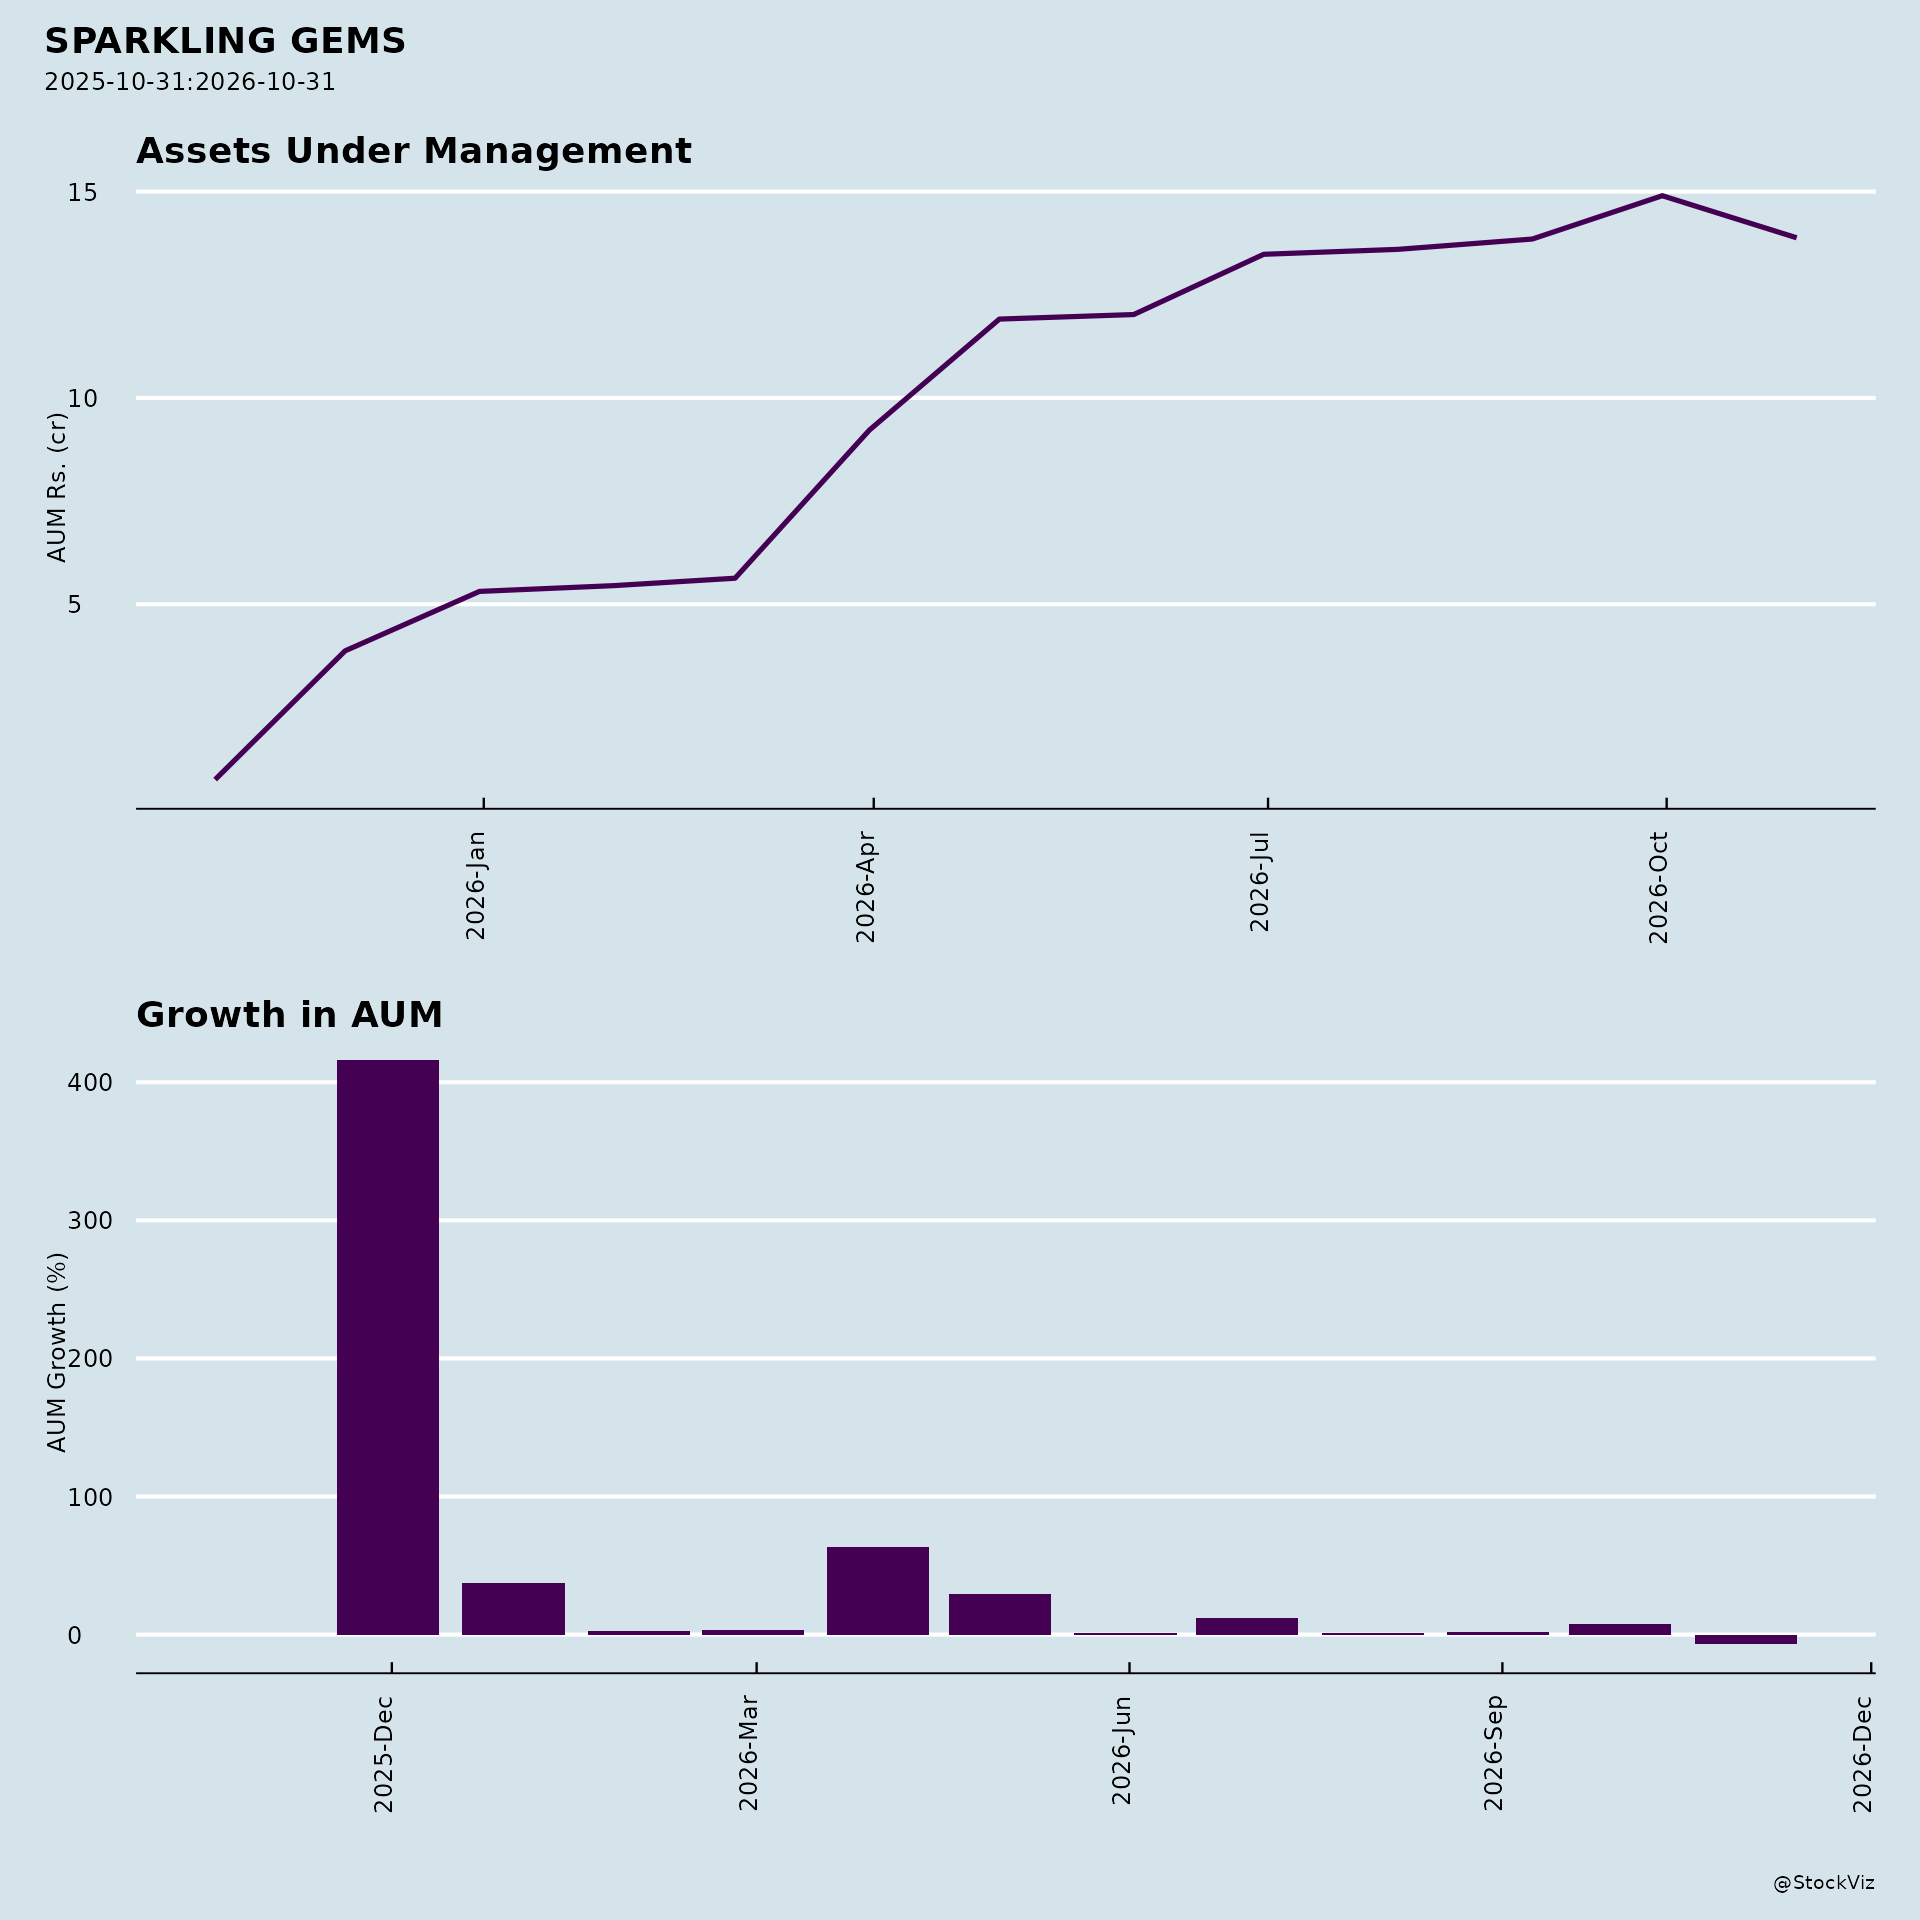 SPARKLING GEMS
2025-10-31:2026-10-31
Assets Under Management
15
10
5
AUM Rs. (cr)
2026-Jan
2026-Apr
2026-Jul
2026-Oct
Growth in AUM
400
300
200
100
0
AUM Growth (%)
2025-Dec
2026-Mar
2026-Jun
2026-Sep
2026-Dec
@StockViz